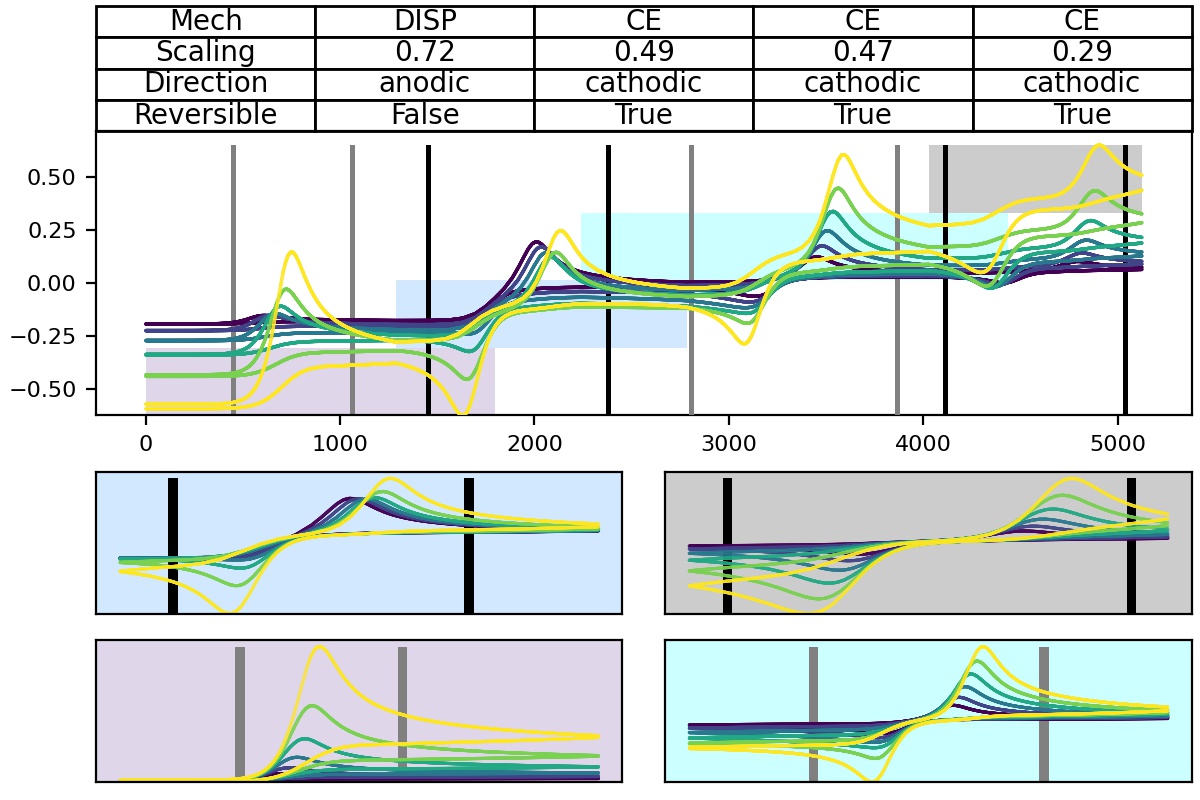 Mech DISP CE CE CE
Scaling 0.72 0.49 0.47 0.29
Direction anodic cathodic cathodic cathodic
Reversible False True True True
0.50
0.25
0.00
−0.25
−0.50
0 1000 2000 3000 4000 5000